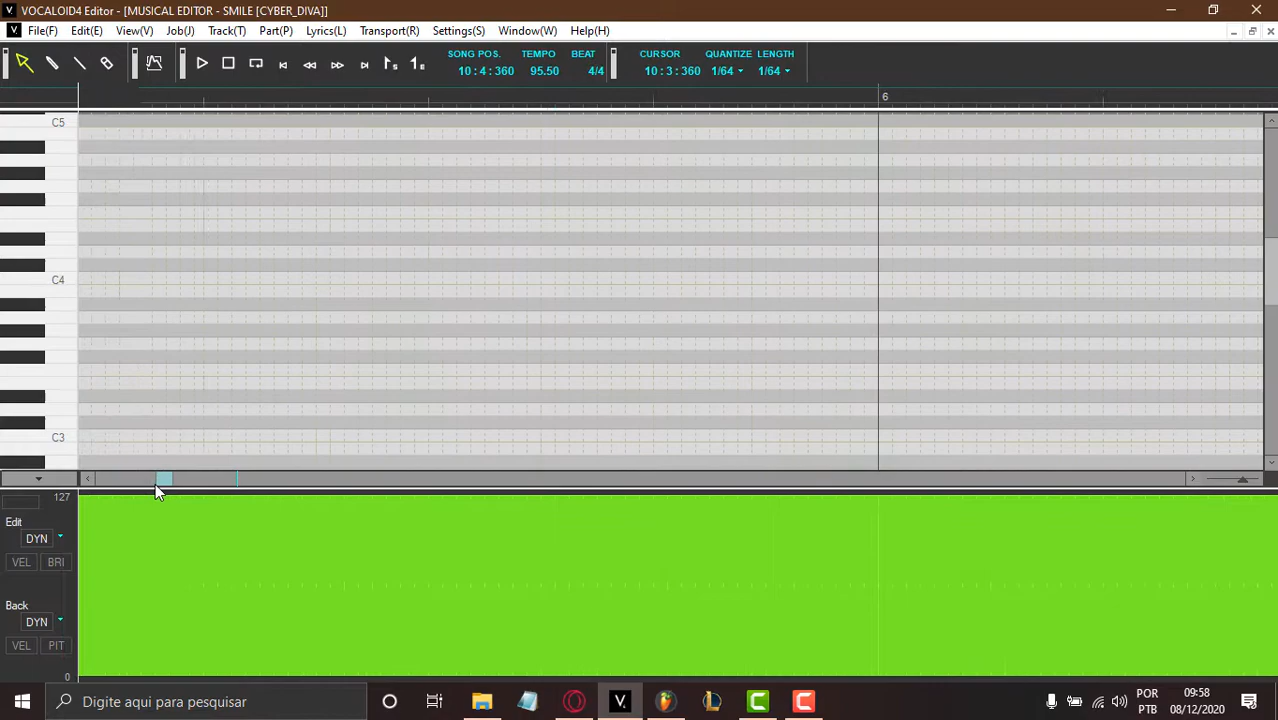 VOCALOID4 Editor - [MUSICAL EDITOR - SMILE [CYBER_DIVA]]
File(F) Edit(E) View(V) Job(J) Track(T) Part(P) Lyrics(L) Transport(R) Settings(S) Window(W) Help(H)
SONG POS. TEMPO BEAT CURSOR QUANTIZE LENGTH
10 : 4 : 360 95.50 4/4 10 : 3 : 360 1/64 1/64
6
C5
C4
C3
127
Edit
DYN
VEL BRI
Back
DYN
VEL PIT
0
Digite aqui para pesquisar
POR 09:58
PTB 08/12/2020